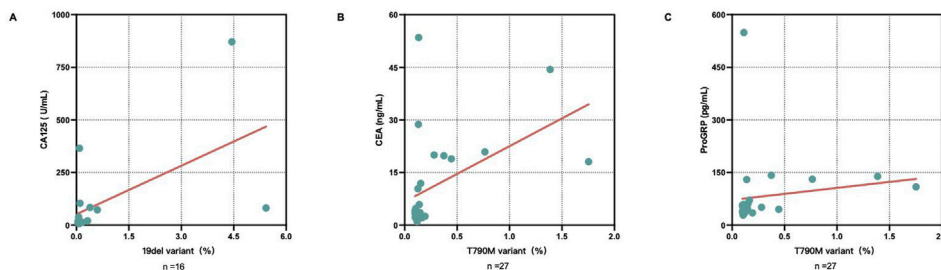 A
CA125 ( U/mL)
1000
750
500
250
0
0.0
1.5
3.0
4.5
6.0
19del variant（%）
n =16
B
CEA (ng/mL)
60
45
30
15
0
0.0
0.5
1.0
1.5
2.0
T790M variant（%）
n =27
C
ProGRP (pg/mL)
600
450
300
150
0
0.0
0.5
1.0
1.5
2.0
T790M variant（%）
n =27